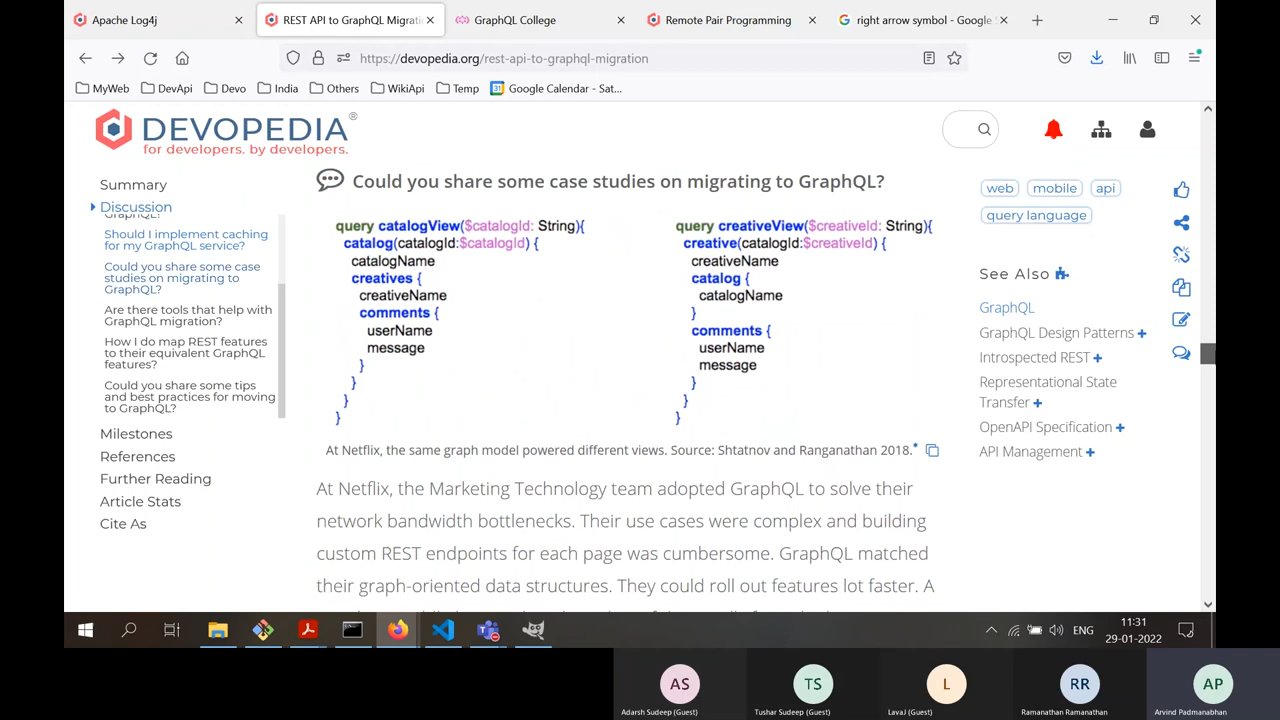 Apache Log4j
REST API to GraphQL Migrati
GraphQL College
Remote Pair Programming
right arrow symbol - Google S
https://devopedia.org/rest-api-to-graphql-migration
MyWeb
DevApi
Devo
India
Others
WikiApi
Temp
Google Calendar - Sat...
DEVOPEDIA®
for developers. by developers.
Summary
Discussion
GraphQL?
Should I implement caching
for my GraphQL service?
Could you share some case
studies on migrating to
GraphQL?
Are there tools that help with
GraphQL migration?
How I do map REST features
to their equivalent GraphQL
features?
Could you share some tips
and best practices for moving
to GraphQL?
Milestones
References
Further Reading
Article Stats
Cite As
Could you share some case studies on migrating to GraphQL?
query catalogView($catalogId: String){
catalog(catalogId:$catalogId) {
catalogName
creatives {
creativeName
comments {
userName
message
}
}
}
}
query creativeView($creativeId: String){
creative(catalogId:$creativeId) {
creativeName
catalog {
catalogName
}
comments {
userName
message
}
}
}
At Netflix, the same graph model powered different views. Source: Shtatnov and Ranganathan 2018.*
At Netflix, the Marketing Technology team adopted GraphQL to solve their
network bandwidth bottlenecks. Their use cases were complex and building
custom REST endpoints for each page was cumbersome. GraphQL matched
their graph-oriented data structures. They could roll out features lot faster. A
web
mobile
api
query language
See Also
GraphQL
GraphQL Design Patterns +
Introspected REST +
Representational State
Transfer +
OpenAPI Specification +
API Management +
ENG
11:31
29-01-2022
AS
Adarsh Sudeep (Guest)
TS
Tushar Sudeep (Guest)
L
LavaJ (Guest)
RR
Ramanathan Ramanathan
AP
Arvind Padmanabhan